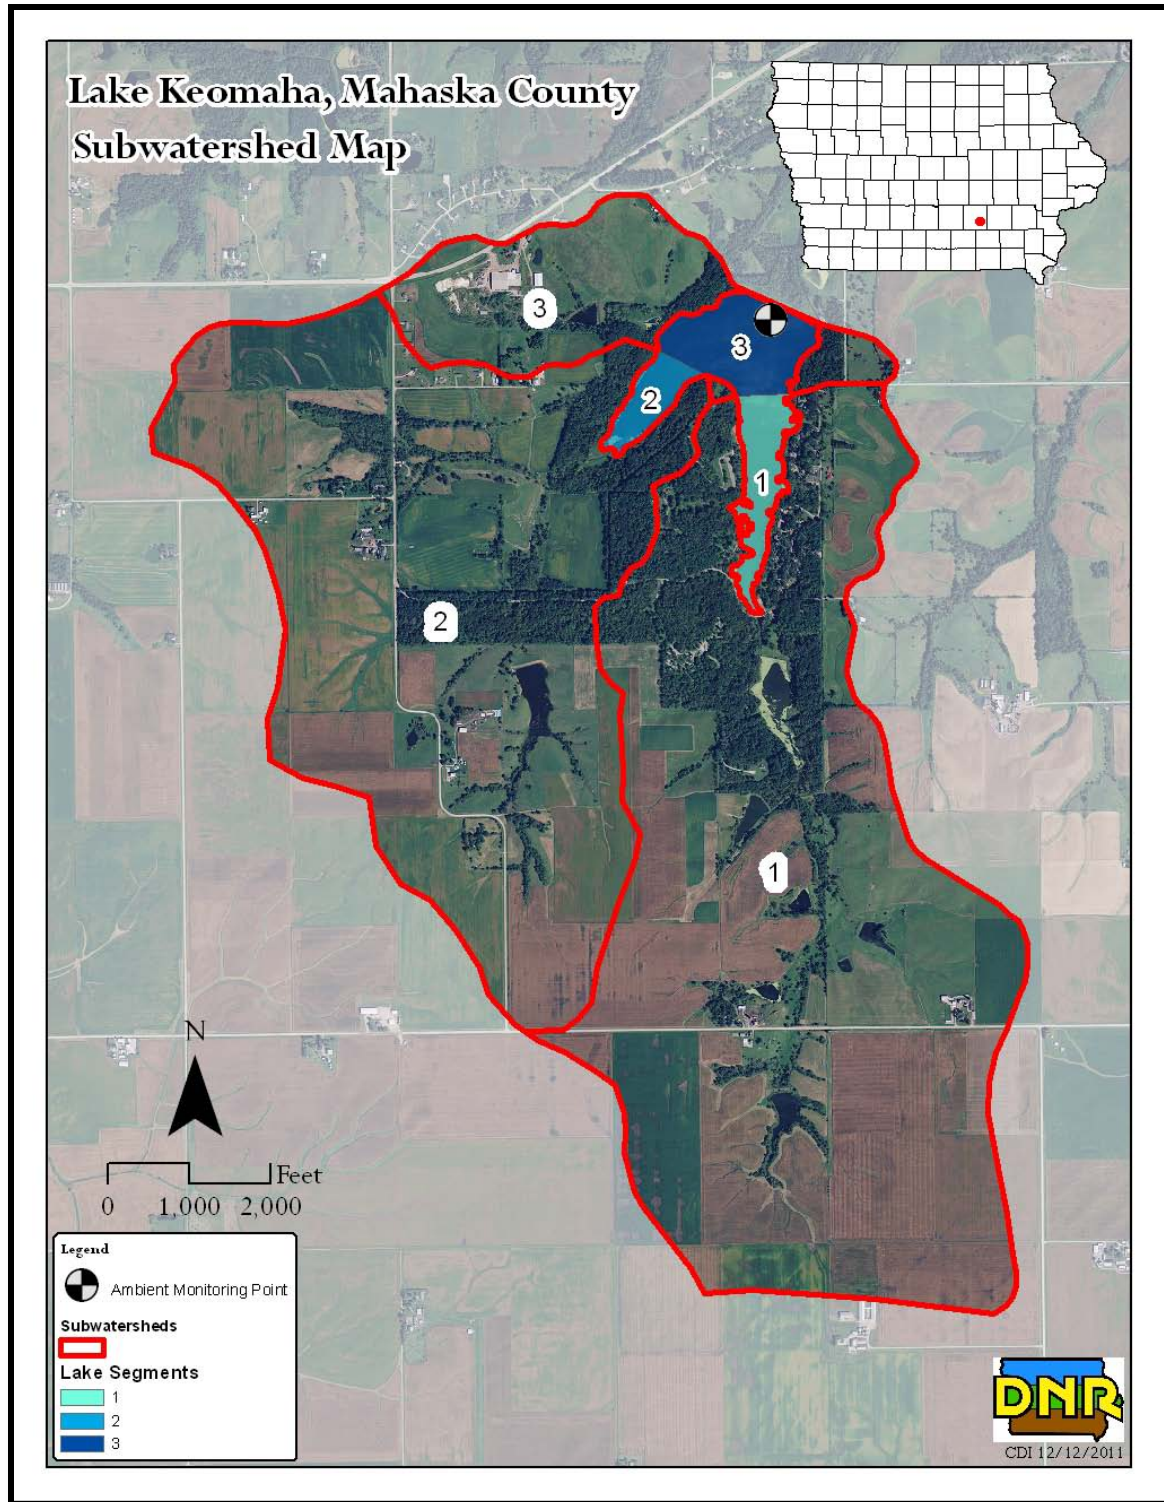 Lake Keomaha, Mahaska County
Subwatershed Map
3
3
2
1
2
1
N
Feet
0 1,000 2,000
Legend
Ambient Monitoring Point
Subwatersheds
Lake Segments
1
2
3
DNR
CDI 12/12/2011